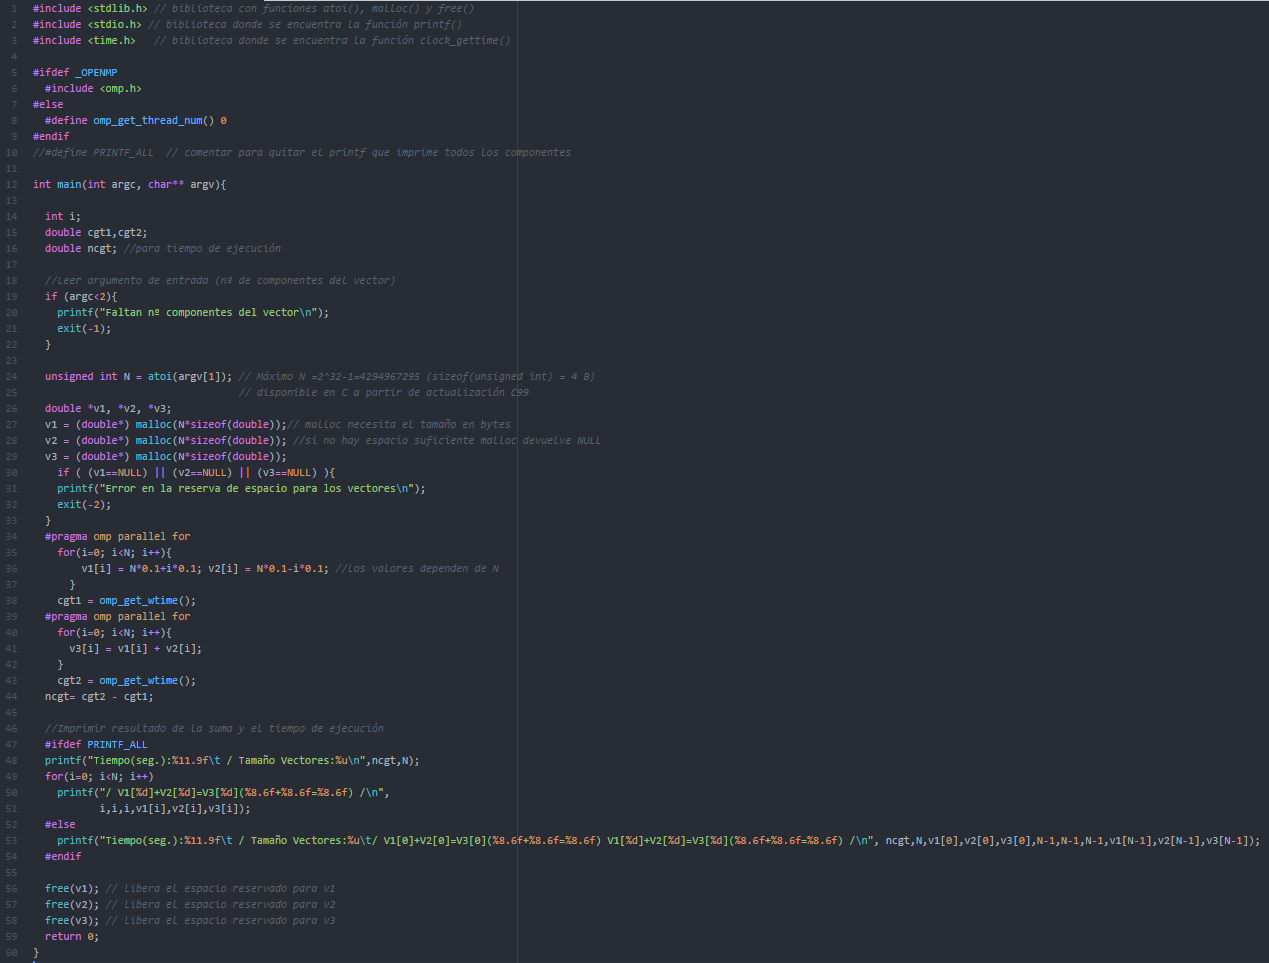 1 #include <stdlib.h> // biblioteca con funciones atoi(), malloc() y free()
2 #include <stdio.h> // biblioteca donde se encuentra la función printf()
3 #include <time.h>   // biblioteca donde se encuentra la función clock_gettime()
4
5 #ifdef _OPENMP
6   #include <omp.h>
7 #else
8   #define omp_get_thread_num() 0
9 #endif
10 //#define PRINTF_ALL  // comentar para quitar el printf que imprime todos los componentes
11
12 int main(int argc, char** argv){
13
14   int i;
15   double cgt1,cgt2;
16   double ncgt; //para tiempo de ejecución
17
18   //Leer argumento de entrada (nº de componentes del vector)
19   if (argc<2){
20     printf("Faltan nº componentes del vector\n");
21     exit(-1);
22   }
23
24   unsigned int N = atoi(argv[1]); // Máximo N =2^32-1=4294967295 (sizeof(unsigned int) = 4 B)
25                                   // disponible en C a partir de actualización C99
26   double *v1, *v2, *v3;
27   v1 = (double*) malloc(N*sizeof(double));// malloc necesita el tamaño en bytes
28   v2 = (double*) malloc(N*sizeof(double)); //si no hay espacio suficiente malloc devuelve NULL
29   v3 = (double*) malloc(N*sizeof(double));
30     if ( (v1==NULL) || (v2==NULL) || (v3==NULL) ){
31     printf("Error en la reserva de espacio para los vectores\n");
32     exit(-2);
33   }
34   #pragma omp parallel for
35     for(i=0; i<N; i++){
36         v1[i] = N*0.1+i*0.1; v2[i] = N*0.1-i*0.1; //los valores dependen de N
37       }
38     cgt1 = omp_get_wtime();
39   #pragma omp parallel for
40     for(i=0; i<N; i++){
41       v3[i] = v1[i] + v2[i];
42     }
43     cgt2 = omp_get_wtime();
44   ncgt= cgt2 - cgt1;
45
46   //Imprimir resultado de la suma y el tiempo de ejecución
47   #ifdef PRINTF_ALL
48   printf("Tiempo(seg.):%11.9f\t / Tamaño Vectores:%u\n",ncgt,N);
49   for(i=0; i<N; i++)
50     printf("/ V1[%d]+V2[%d]=V3[%d](%8.6f+%8.6f=%8.6f) /\n",
51            i,i,i,v1[i],v2[i],v3[i]);
52   #else
53     printf("Tiempo(seg.):%11.9f\t / Tamaño Vectores:%u\t/ V1[0]+V2[0]=V3[0](%8.6f+%8.6f=%8.6f) V1[%d]+V2[%d]=V3[%d](%8.6f+%8.6f=%8.6f) /\n", ncgt,N,v1[0],v2[0],v3[0],N-1,N-1,N-1,v1[N-1],v2[N-1],v3[N-1]);
54   #endif
55
56   free(v1); // libera el espacio reservado para v1
57   free(v2); // libera el espacio reservado para v2
58   free(v3); // libera el espacio reservado para v3
59   return 0;
60 }